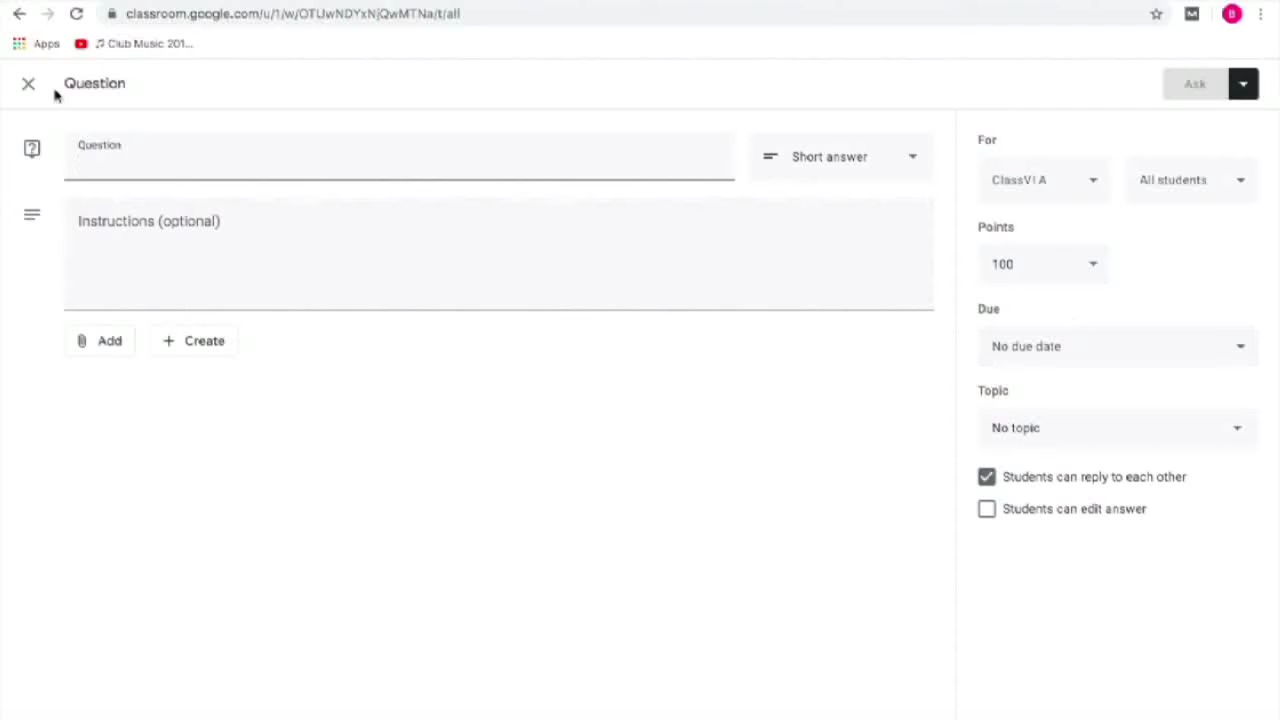 classroom.google.com/u/1/w/OTUwNDYxNjQwMTNa/t/all
Apps
Club Music 201...
Question
Ask
Question
Short answer
Instructions (optional)
Add
Create
For
ClassVI A
All students
Points
100
Due
No due date
Topic
No topic
Students can reply to each other
Students can edit answer
B